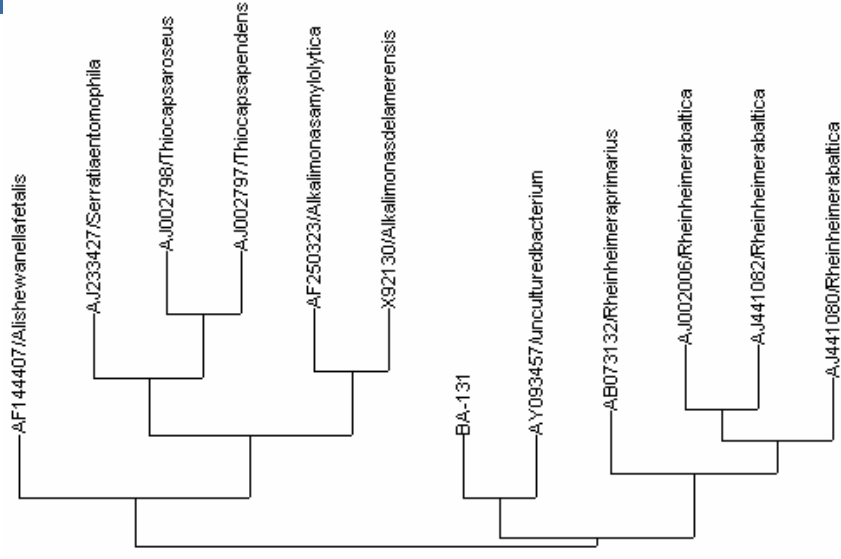 AF144407/Alishewanellafetalis
AJ233427/Serratiaentomophila
AJ002798/Thiocapsaroseus
AJ002797/Thiocapsapendens
AF250323/Alkalimonasamylolytica
X92130/Alkalimonasdelamerensis
BA-131
AY093457/unculturedbacterium
AB073132/Rheinheimeraprimarius
AJ002006/Rheinheimerabaltica
AJ441082/Rheinheimerabaltica
AJ441080/Rheinheimerabaltica